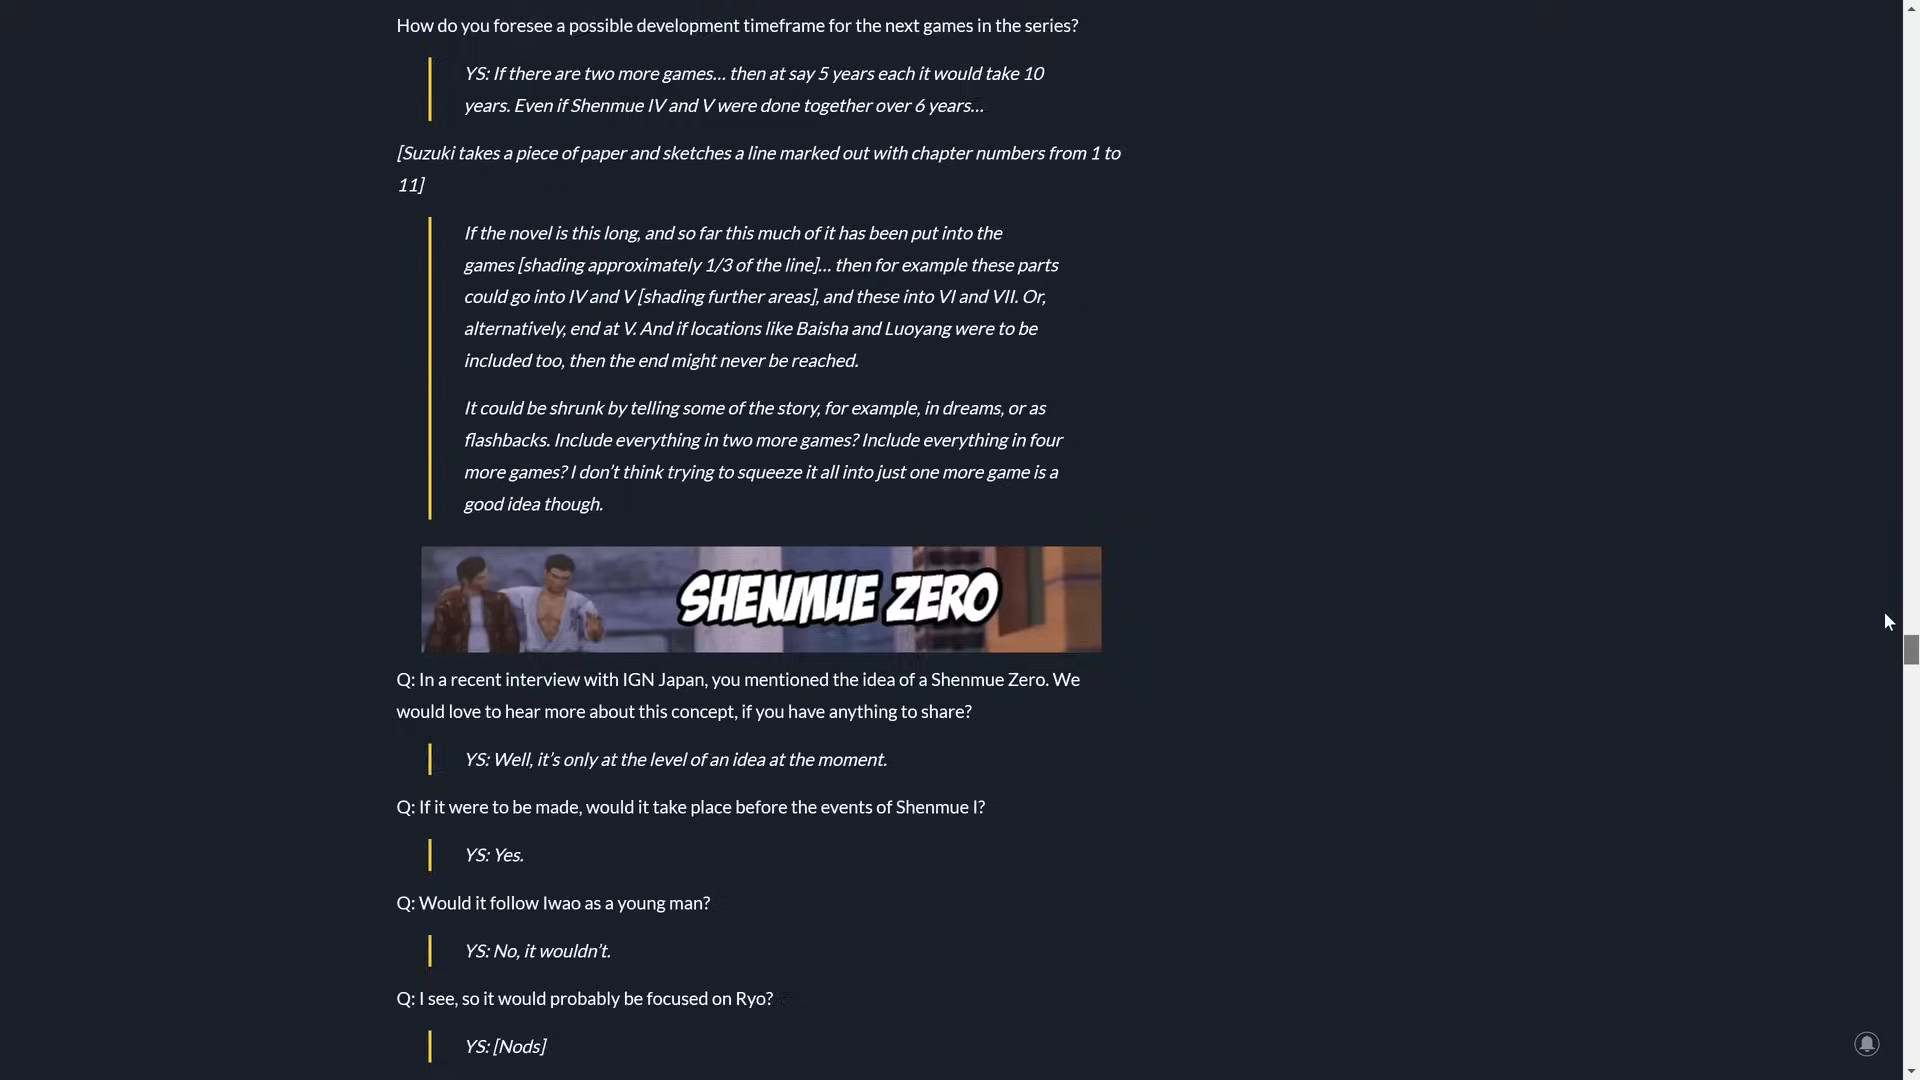 How do you foresee a possible development timeframe for the next games in the series?
YS: If there are two more games... then at say 5 years each it would take 10
years. Even if Shenmue IV and V were done together over 6 years...
[Suzuki takes a piece of paper and sketches a line marked out with chapter numbers from 1 to
11]
If the novel is this long, and so far this much of it has been put into the
games [shading approximately 1/3 of the line]... then for example these parts
could go into IV and V [shading further areas], and these into VI and VII. Or,
alternatively, end at V. And if locations like Baisha and Luoyang were to be
included too, then the end might never be reached.
It could be shrunk by telling some of the story, for example, in dreams, or as
flashbacks. Include everything in two more games? Include everything in four
more games? I don't think trying to squeeze it all into just one more game is a
good idea though.
SHENMUE ZERO
Q: In a recent interview with IGN Japan, you mentioned the idea of a Shenmue Zero. We
would love to hear more about this concept, if you have anything to share?
YS: Well, it's only at the level of an idea at the moment.
Q: If it were to be made, would it take place before the events of Shenmue I?
YS: Yes.
Q: Would it follow Iwao as a young man?
YS: No, it wouldn't.
Q: I see, so it would probably be focused on Ryo?
YS: [Nods]